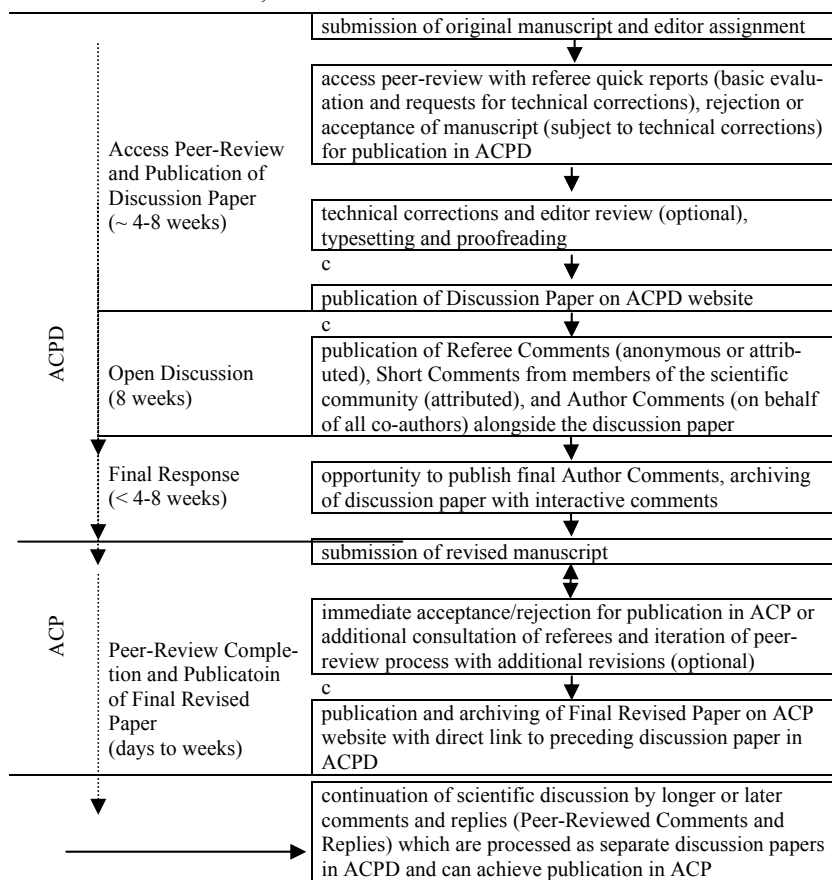 submission of original manuscript and editor assignment
access peer-review with referee quick reports (basic evalu-
ation and requests for technical corrections), rejection or
acceptance of manuscript (subject to technical corrections)
for publication in ACPD
Access Peer-Review
and Publication of
Discussion Paper
(~ 4-8 weeks)
technical corrections and editor review (optional),
typesetting and proofreading
c
publication of Discussion Paper on ACPD website
c
ACPD
Open Discussion
(8 weeks)
publication of Referee Comments (anonymous or attrib-
uted), Short Comments from members of the scientific
community (attributed), and Author Comments (on behalf
of all co-authors) alongside the discussion paper
Final Response
(< 4-8 weeks)
opportunity to publish final Author Comments, archiving
of discussion paper with interactive comments
submission of revised manuscript
ACP
Peer-Review Comple-
tion and Publicatoin
of Final Revised
Paper
(days to weeks)
immediate acceptance/rejection for publication in ACP or
additional consultation of referees and iteration of peer-
review process with additional revisions (optional)
c
publication and archiving of Final Revised Paper on ACP
website with direct link to preceding discussion paper in
ACPD
continuation of scientific discussion by longer or later
comments and replies (Peer-Reviewed Comments and
Replies) which are processed as separate discussion papers
in ACPD and can achieve publication in ACP